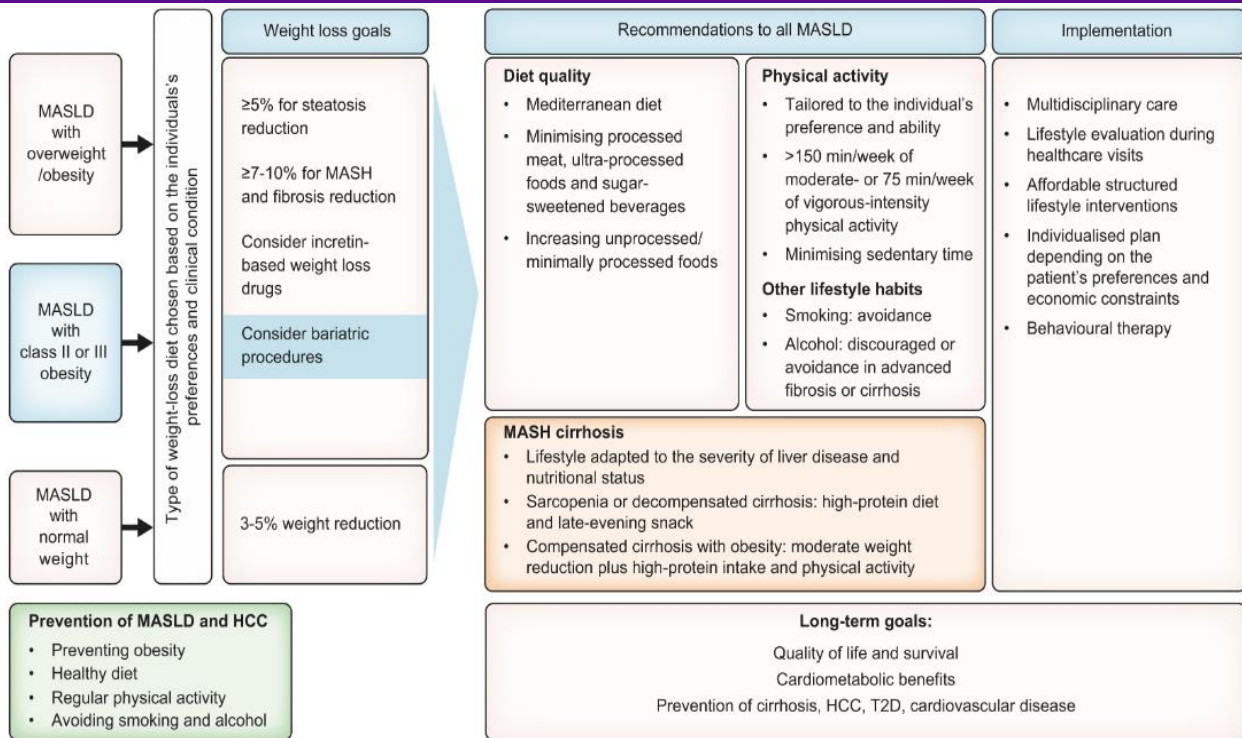 Weight loss goals
Recommendations to all MASLD
Implementation
MASLD
with
overweight
/obesity
MASLD
with
class II or III
obesity
MASLD
with
normal
weight
Type of weight-loss diet chosen based on the individuals's
preferences and clinical condition
≥5% for steatosis
reduction
≥7-10% for MASH
and fibrosis reduction
Consider incretin-
based weight loss
drugs
Consider bariatric
procedures
3-5% weight reduction
Diet quality
• Mediterranean diet
• Minimising processed
meat, ultra-processed
foods and sugar-
sweetened beverages
• Increasing unprocessed/
minimally processed foods
Physical activity
• Tailored to the individual's
preference and ability
• >150 min/week of
moderate- or 75 min/week
of vigorous-intensity
physical activity
• Minimising sedentary time
Other lifestyle habits
• Smoking: avoidance
• Alcohol: discouraged or
avoidance in advanced
fibrosis or cirrhosis
MASH cirrhosis
• Lifestyle adapted to the severity of liver disease and
nutritional status
• Sarcopenia or decompensated cirrhosis: high-protein diet
and late-evening snack
• Compensated cirrhosis with obesity: moderate weight
reduction plus high-protein intake and physical activity
• Multidisciplinary care
• Lifestyle evaluation during
healthcare visits
• Affordable structured
lifestyle interventions
• Individualised plan
depending on the
patient's preferences and
economic constraints
• Behavioural therapy
Prevention of MASLD and HCC
• Preventing obesity
• Healthy diet
• Regular physical activity
• Avoiding smoking and alcohol
Long-term goals:
Quality of life and survival
Cardiometabolic benefits
Prevention of cirrhosis, HCC, T2D, cardiovascular disease